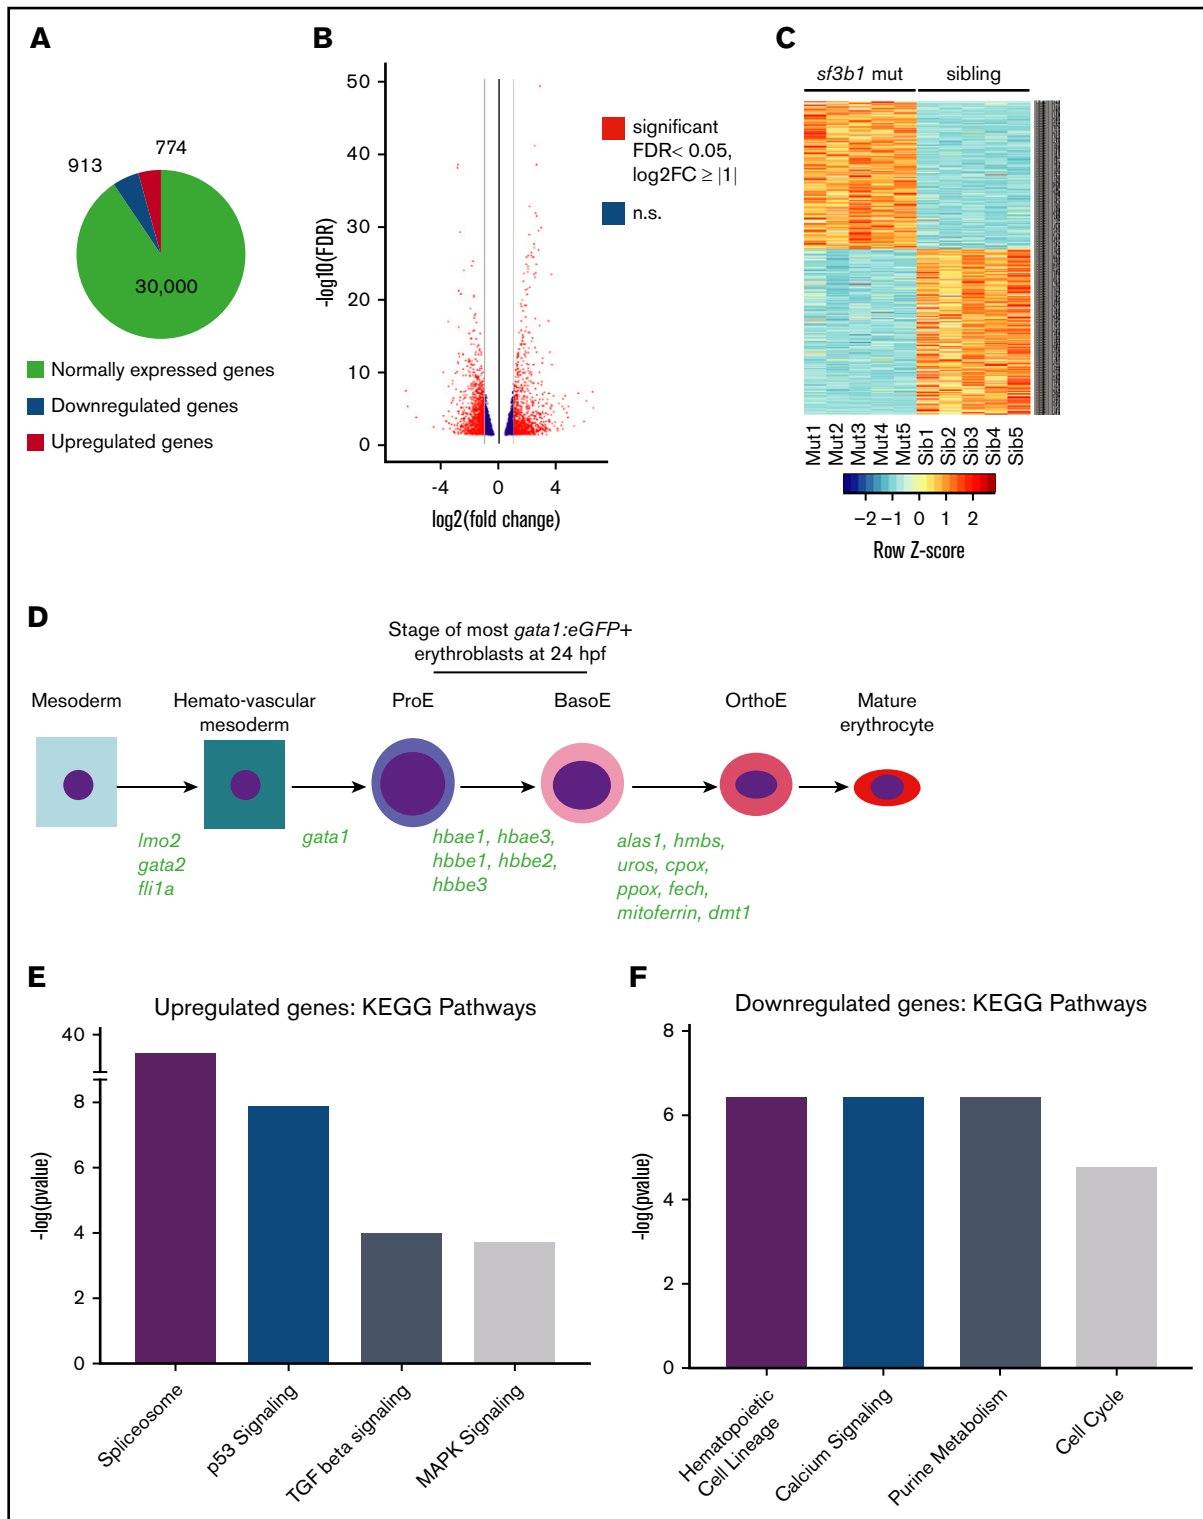 A
774
913
30,000
Normally expressed genes
Downregulated genes
Upregulated genes
B
50
40
30
20
10
0
-log10(FDR)
-4 0 4
log2(fold change)
significant
FDR< 0.05,
log2FC ≥ |1|
n.s.
C
sf3b1 mut sibling
Mut1 Mut2 Mut3 Mut4 Mut5 Sib1 Sib2 Sib3 Sib4 Sib5
−2 −1 0 1 2
Row Z-score
D
Stage of most gata1:eGFP+
erythroblasts at 24 hpf
Mesoderm
Hemato-vascular
mesoderm
ProE
BasoE
OrthoE
Mature
erythrocyte
lmo2
gata2
fli1a
gata1
hbae1, hbae3,
hbbe1, hbbe2,
hbbe3
alas1, hmbs,
uros, cpox,
ppox, fech,
mitoferrin, dmt1
E
Upregulated genes: KEGG Pathways
40
8
6
4
2
0
-log(pvalue)
Spliceosome
p53 Signaling
TGF beta signaling
MAPK Signaling
F
Downregulated genes: KEGG Pathways
8
6
4
2
0
-log(pvalue)
Hematopoietic
Cell Lineage
Calcium Signaling
Purine Metabolism
Cell Cycle